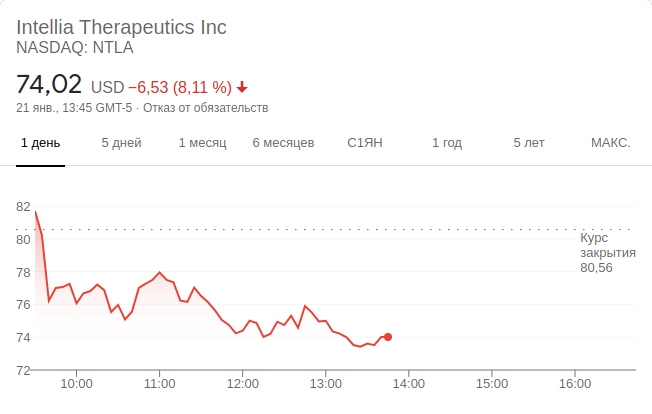 Intellia Therapeutics Inc
NASDAQ: NTLA
74,02 USD −6,53 (8,11 %)
21 янв., 13:45 GMT-5 · Отказ от обязательств
1 день 5 дней 1 месяц 6 месяцев С1ЯН 1 год 5 лет МАКС.
82
80
78
76
74
72
Курс
закрытия
80,56
10:00 11:00 12:00 13:00 14:00 15:00 16:00